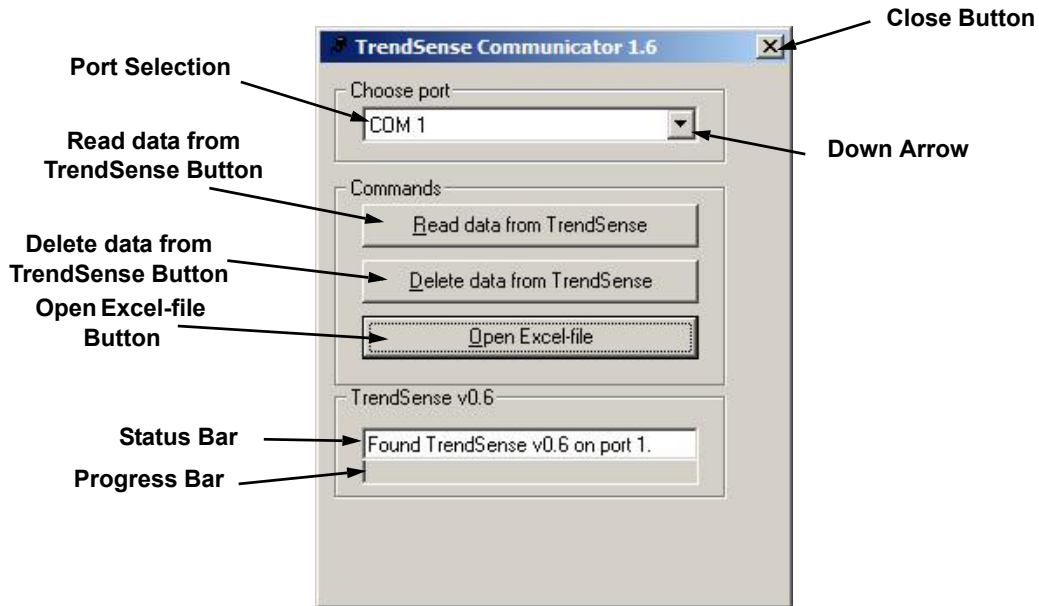 Close Button
TrendSense Communicator 1.6
Port Selection
Choose port
COM 1
Down Arrow
Read data from
TrendSense Button
Commands
Read data from TrendSense
Delete data from
TrendSense Button
Delete data from TrendSense
Open Excel-file
Button
Open Excel-file
TrendSense v0.6
Status Bar
Found TrendSense v0.6 on port 1.
Progress Bar